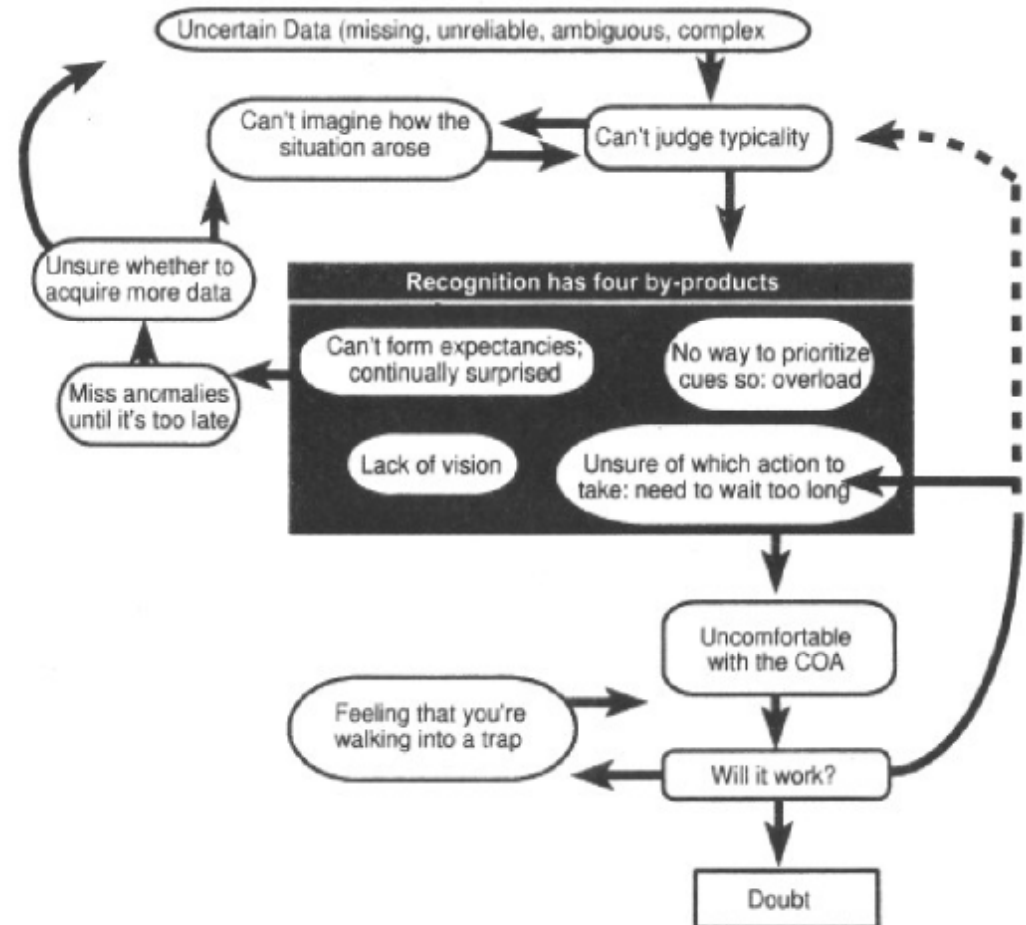 Uncertain Data (missing, unreliable, ambiguous, complex
Can't imagine how the
situation arose
Can't judge typicality
Unsure whether to
acquire more data
Recognition has four by-products
Can't form expectancies;
continually surprised
No way to prioritize
cues so: overload
Miss anomalies
until it's too late
Lack of vision
Unsure of which action to
take: need to wait too long
Uncomfortable
with the COA
Feeling that you're
walking into a trap
Will it work?
Doubt